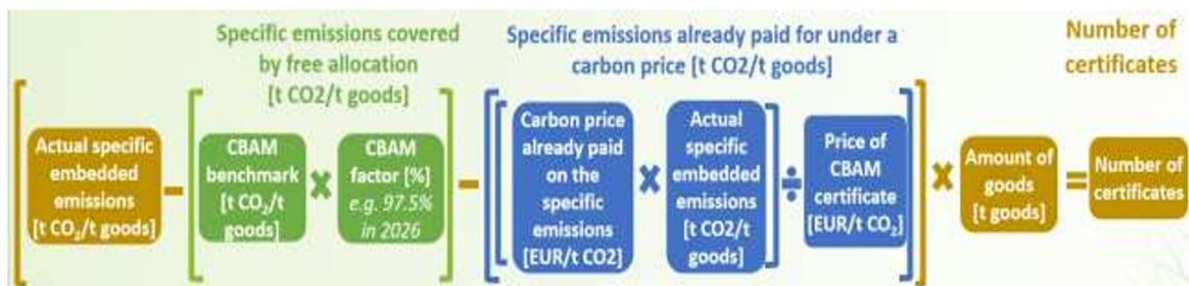 Specific emissions covered
by free allocation
[t CO2/t goods]
Specific emissions already paid for under a
carbon price [t CO2/t goods]
Number of
certificates
Actual specific
embedded
emissions
[t CO₂/t goods]
−
CBAM
benchmark
[t CO₂/t
goods]
×
CBAM
factor [%]
e.g. 97.5%
in 2026
−
Carbon price
already paid
on the
specific
emissions
[EUR/t CO2]
×
Actual
specific
embedded
emissions
[t CO2/t
goods]
÷
Price of
CBAM
certificate
[EUR/t CO₂]
×
Amount of
goods
[t goods]
=
Number of
certificates